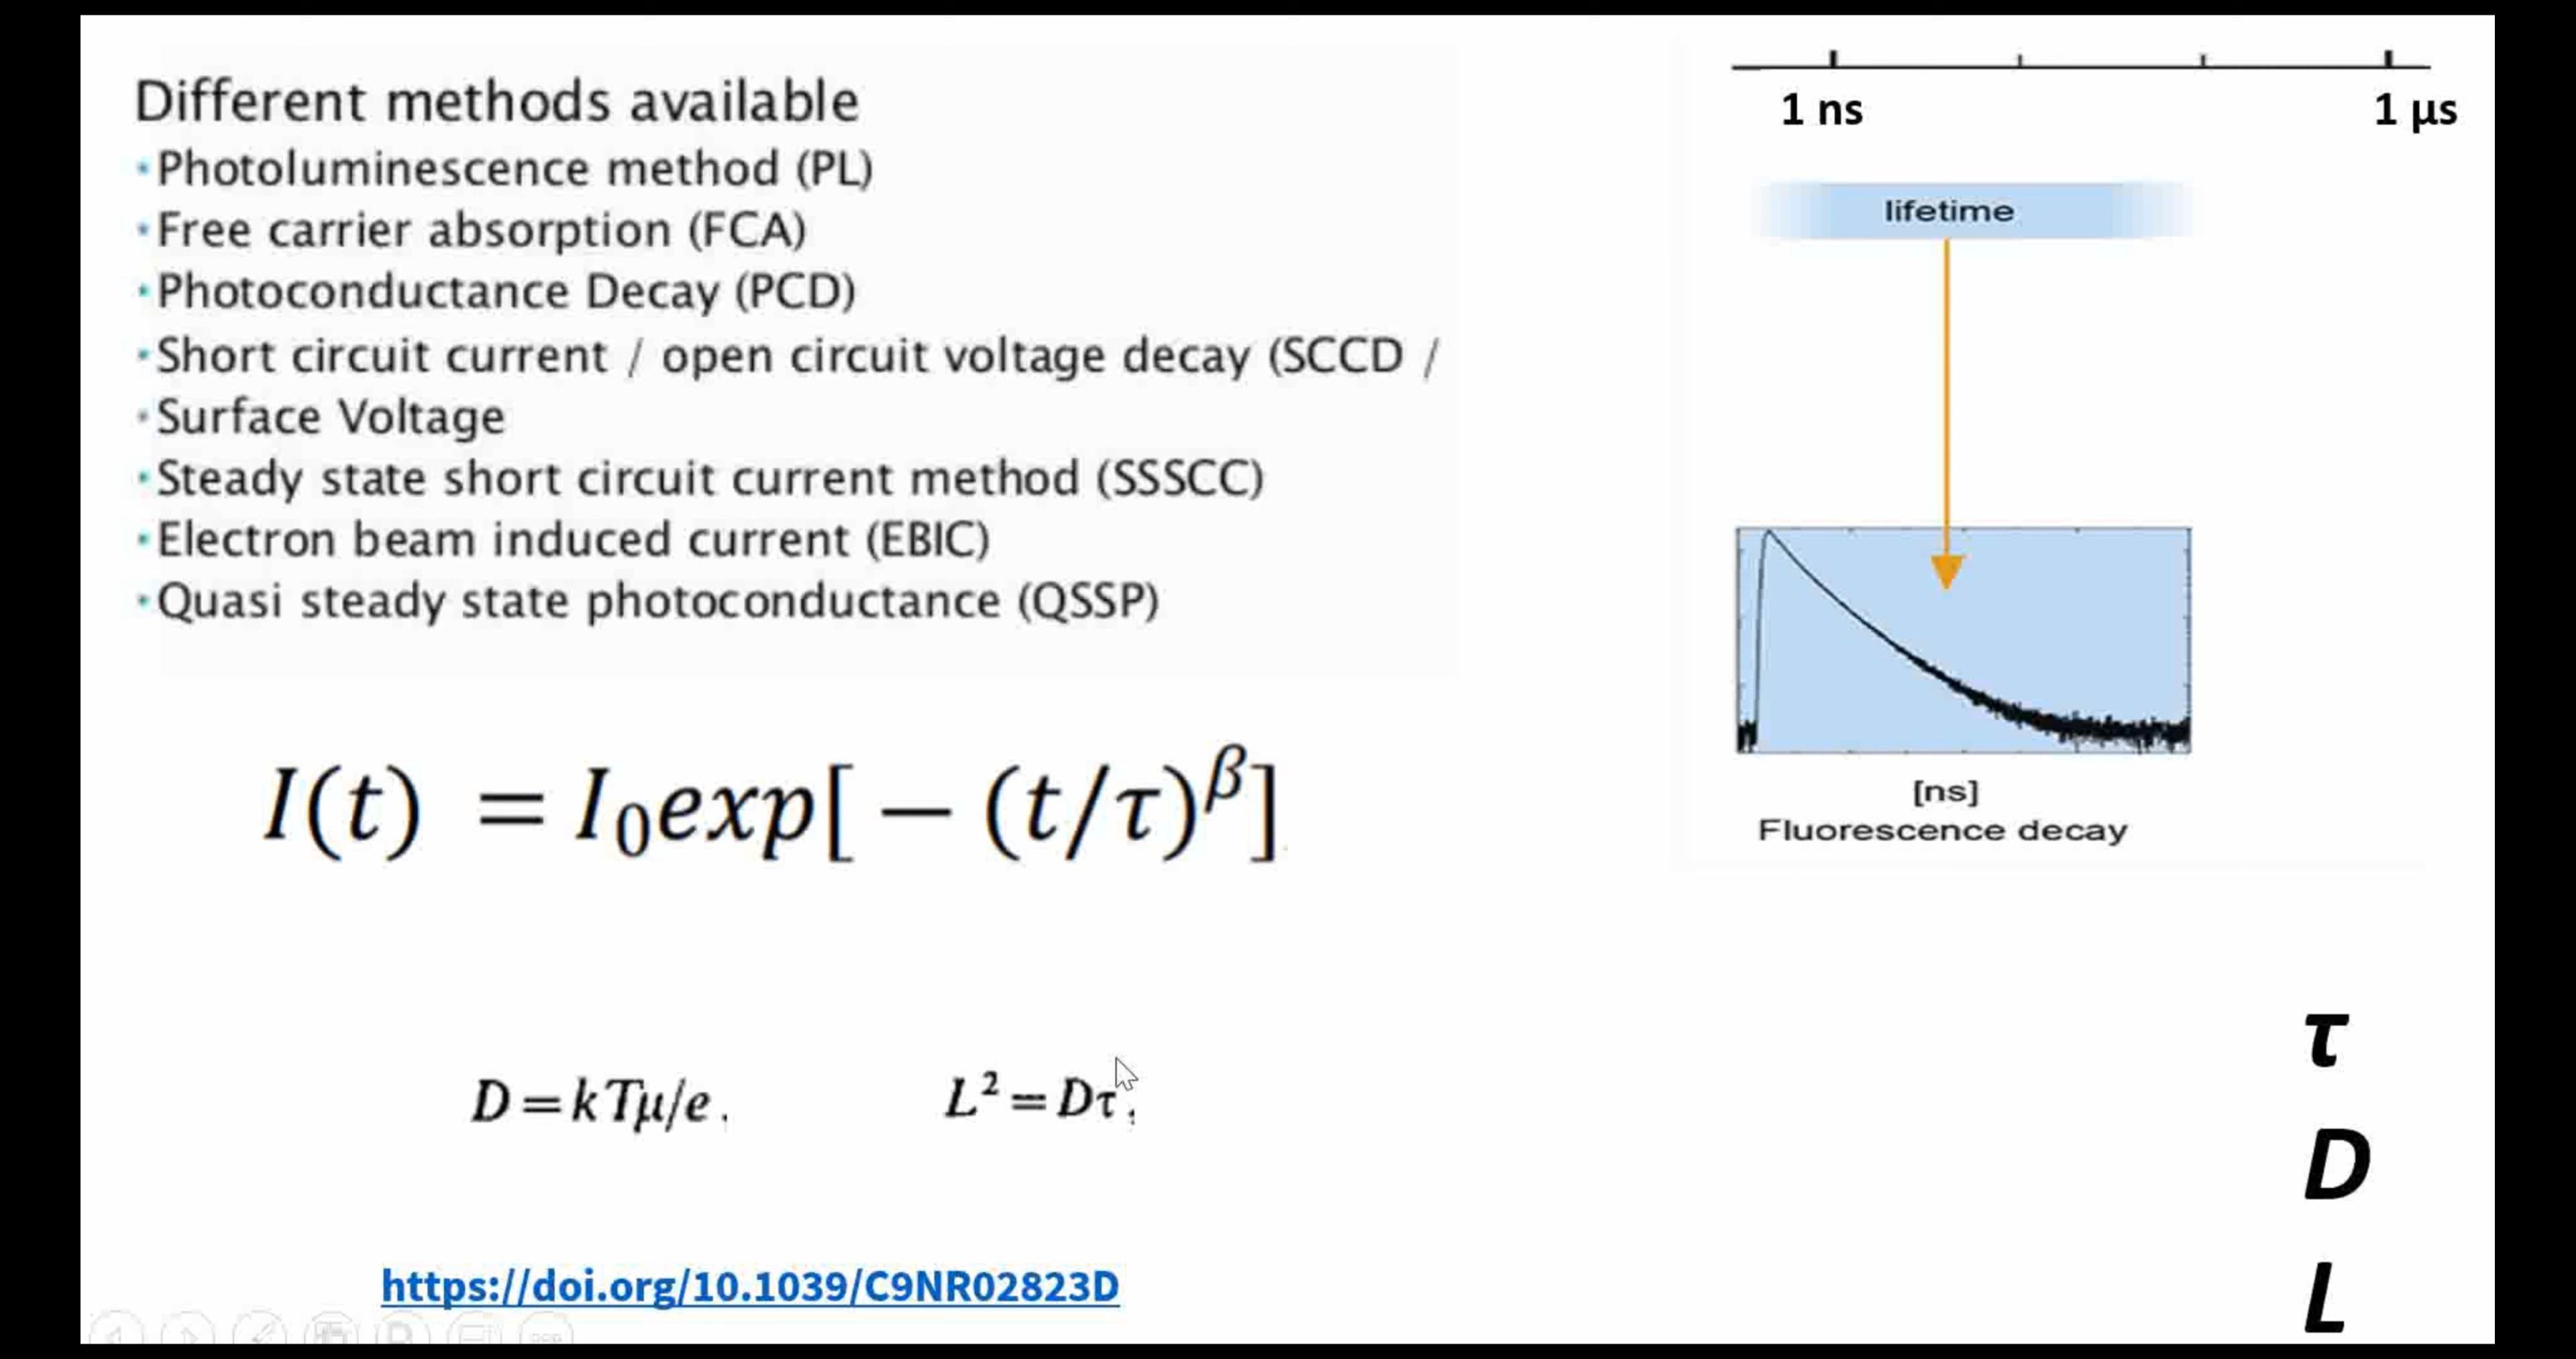 Different methods available
•Photoluminescence method (PL)
•Free carrier absorption (FCA)
•Photoconductance Decay (PCD)
•Short circuit current / open circuit voltage decay (SCCD /
•Surface Voltage
•Steady state short circuit current method (SSSCC)
•Electron beam induced current (EBIC)
•Quasi steady state photoconductance (QSSP)
I(t) = I₀exp[ − (t/τ)^β]
D=kTμ/e.
L²=Dτ.
https://doi.org/10.1039/C9NR02823D
1 ns
1 μs
lifetime
[ns]
Fluorescence decay
τ
D
L